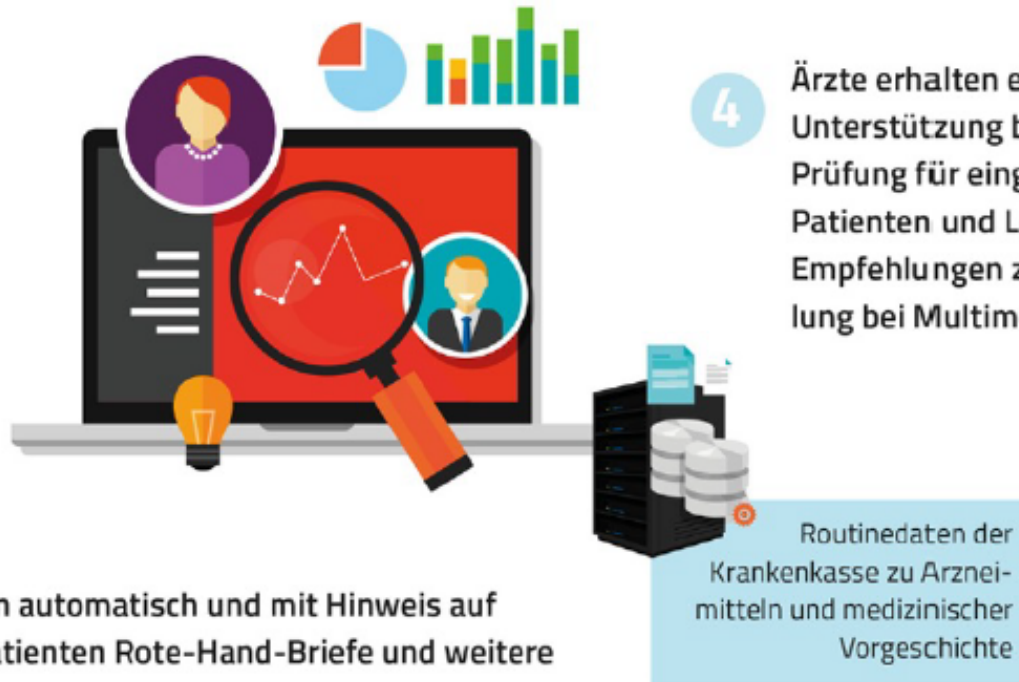 4
Ärzte erhalten e
Unterstützung b
Prüfung für eing
Patienten und L
Empfehlungen z
lung bei Multim
Routinedaten der
Krankenkasse zu Arznei-
mitteln und medizinischer
Vorgeschichte
n automatisch und mit Hinweis auf
atienten Rote-Hand-Briefe und weitere